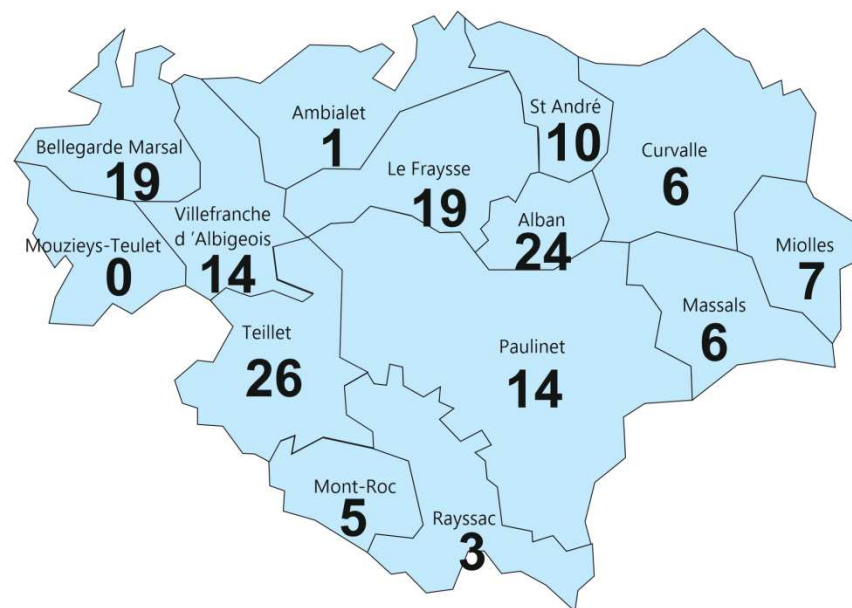 Bellegarde Marsal
19
Ambialet
1
St André
10
Curvalle
6
Le Fraysse
19
Villefranche
d 'Albigeois
14
Mouzieys-Teulet
0
Alban
24
Miolles
7
Massals
6
Teillet
26
Paulinet
14
Mont-Roc
5
Rayssac
3